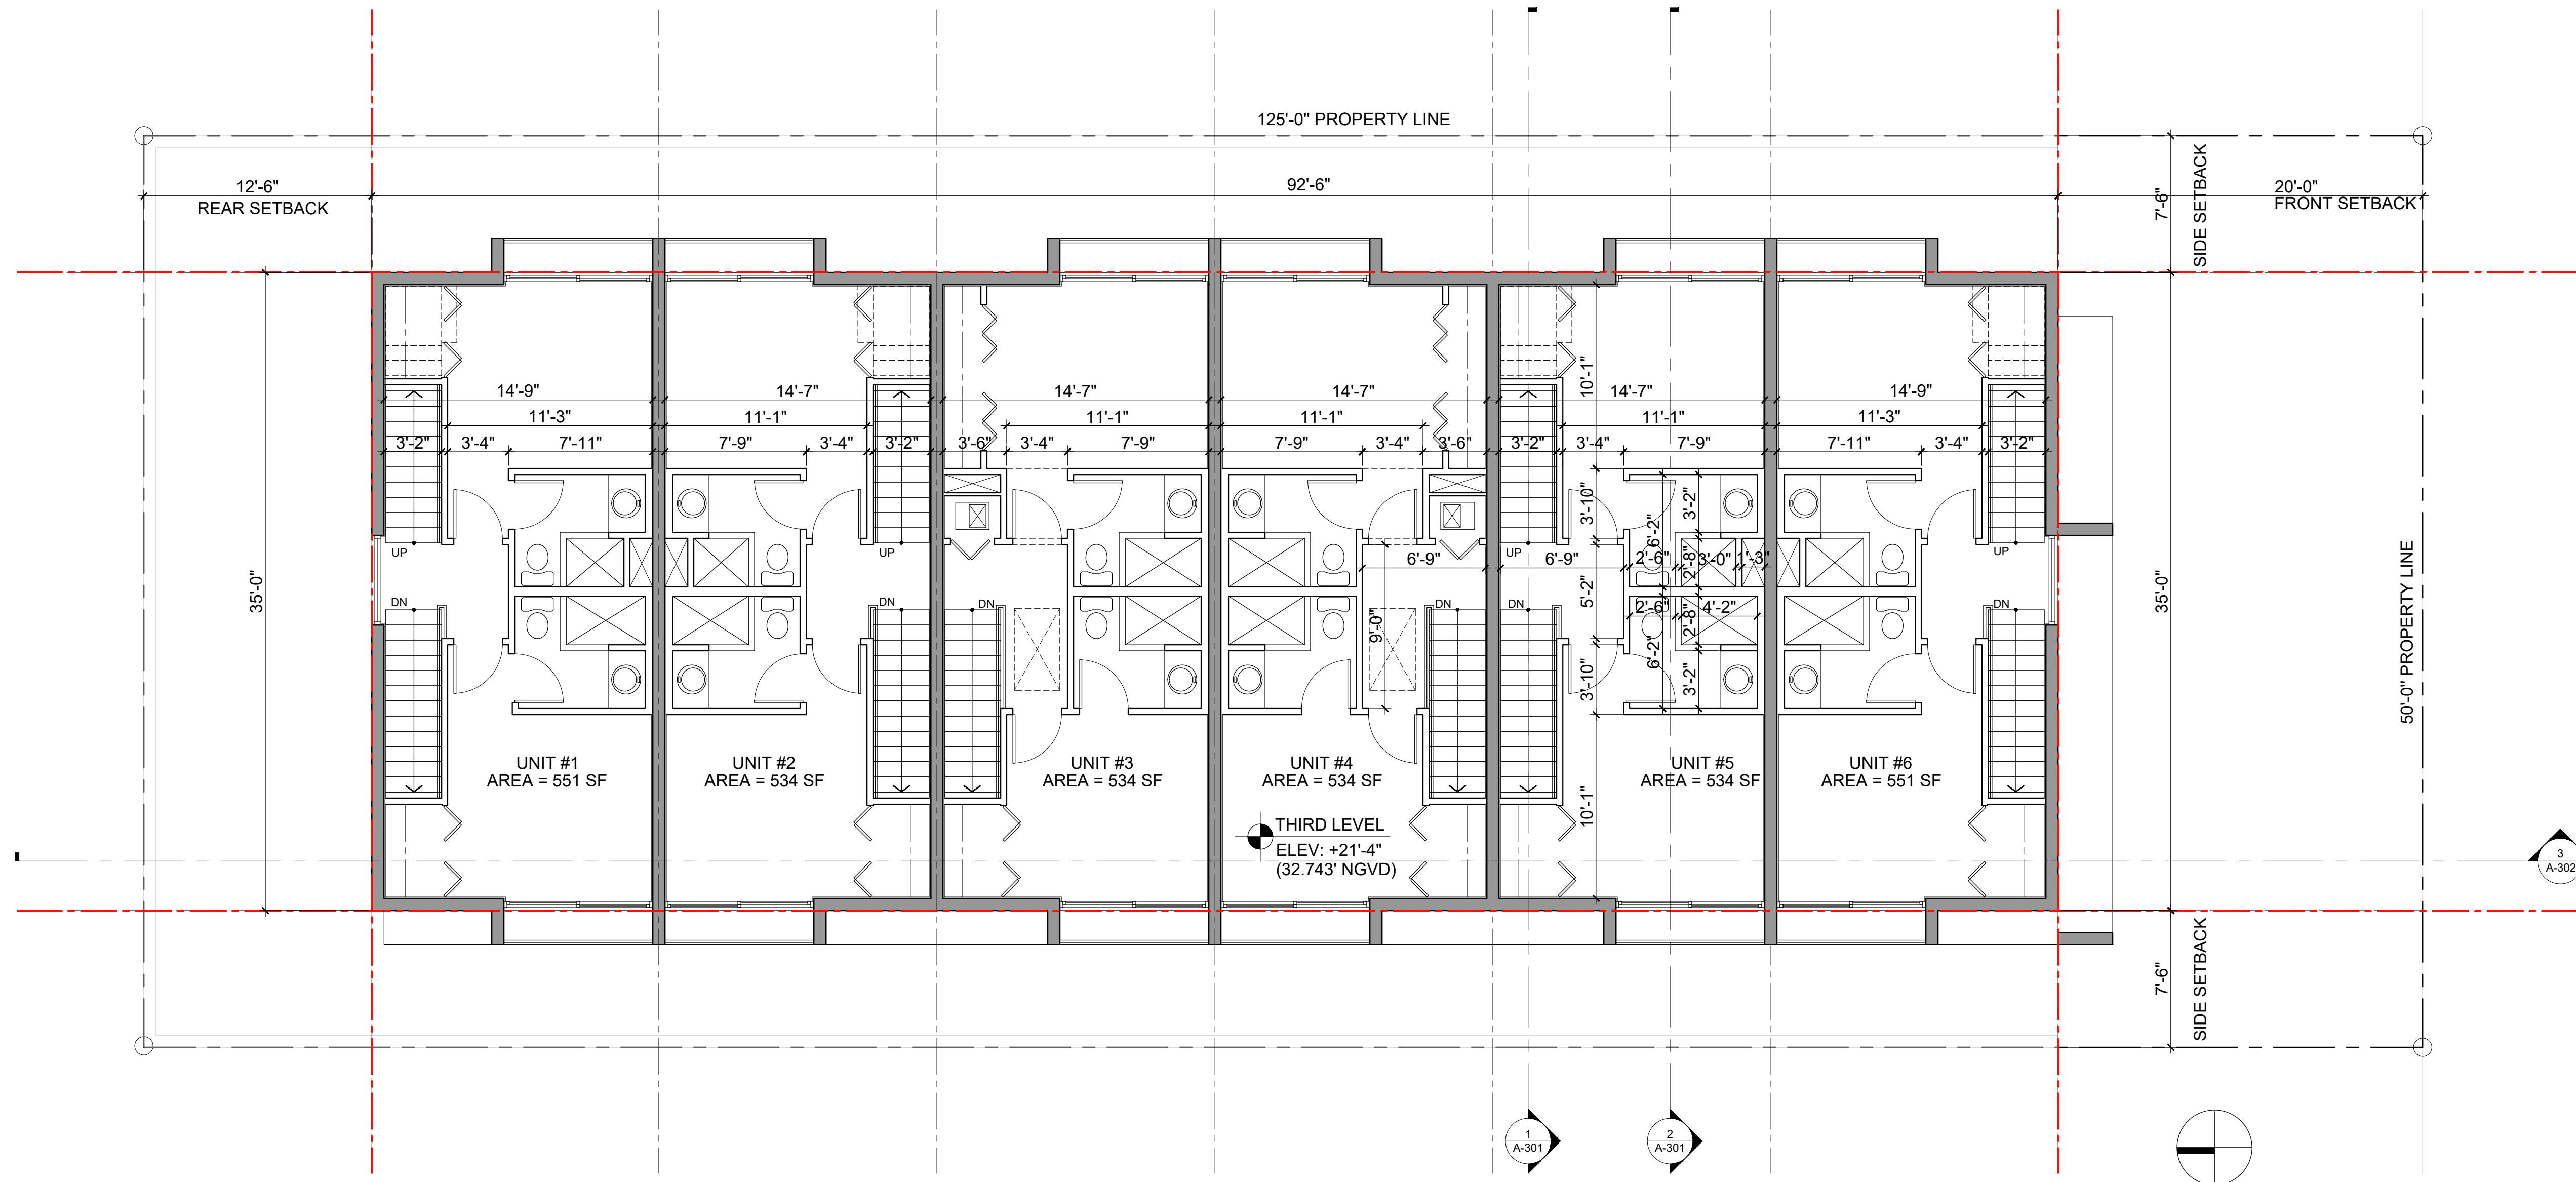 125'-0" PROPERTY LINE
12'-6"
REAR SETBACK
92'-6"
7'-6"
SIDE SETBACK
20'-0"
FRONT SETBACK
35'-0"
35'-0"
50'-0" PROPERTY LINE
10'-1"
14'-9"
14'-7"
14'-7"
14'-7"
14'-7"
14'-9"
11'-3"
11'-1"
11'-1"
11'-1"
11'-1"
11'-3"
3'-2"
3'-4"
7'-11"
7'-9"
3'-4"
3'-2"
3'-6"
3'-4"
7'-9"
7'-9"
3'-4"
3'-6"
3'-2"
3'-4"
7'-9"
7'-11"
3'-4"
3'-2"
3'-10"
6'-2"
3'-2"
UP
UP
UP
UP
6'-9"
6'-9"
2'-6"
2'-8"
3'-0"
1'-3"
5'-2"
DN
DN
DN
DN
DN
DN
9'-0"
2'-6"
2'-8"
4'-2"
6'-2"
3'-10"
3'-2"
UNIT #1
AREA = 551 SF
UNIT #2
AREA = 534 SF
UNIT #3
AREA = 534 SF
UNIT #4
AREA = 534 SF
UNIT #5
AREA = 534 SF
UNIT #6
AREA = 551 SF
10'-1"
THIRD LEVEL
ELEV: +21'-4"
(32.743' NGVD)
3
A-302
7'-6"
SIDE SETBACK
1
A-301
2
A-301